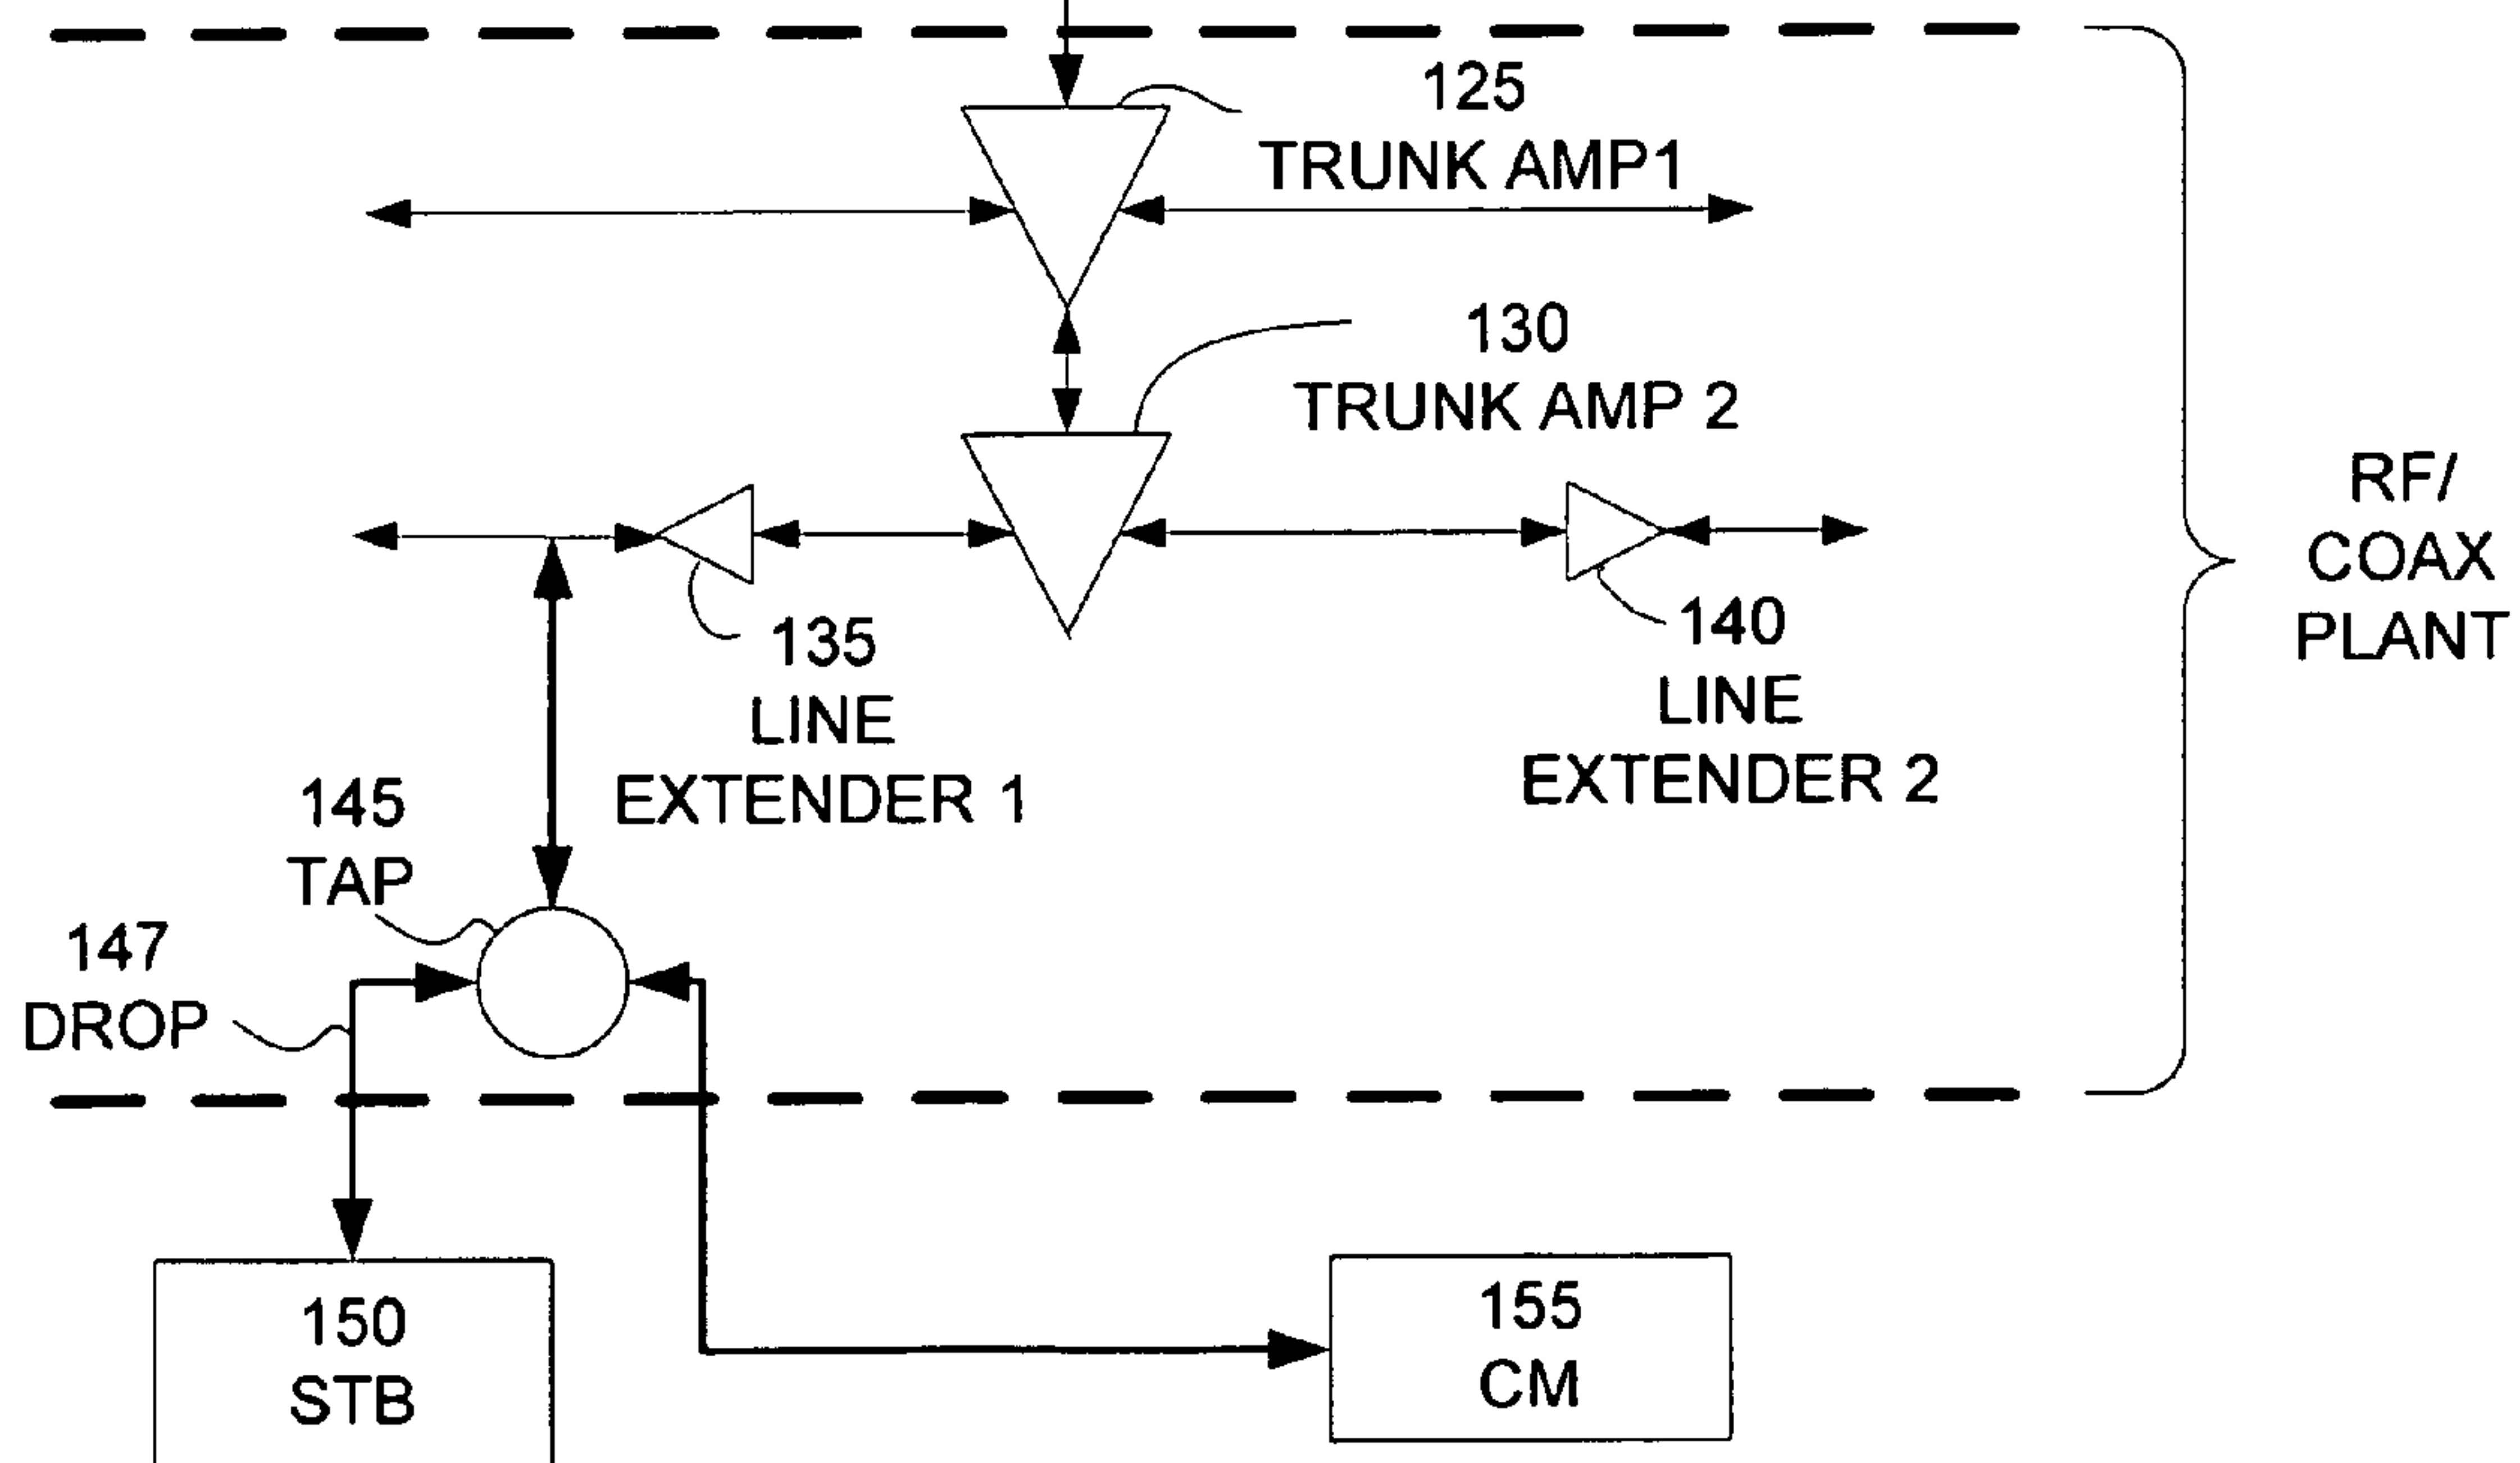 125
TRUNK AMP1
130
TRUNK AMP 2
RF/
COAX
PLANT
135
LINE
EXTENDER 1
140
LINE
EXTENDER 2
145
TAP
147
DROP
150
STB
155
CM